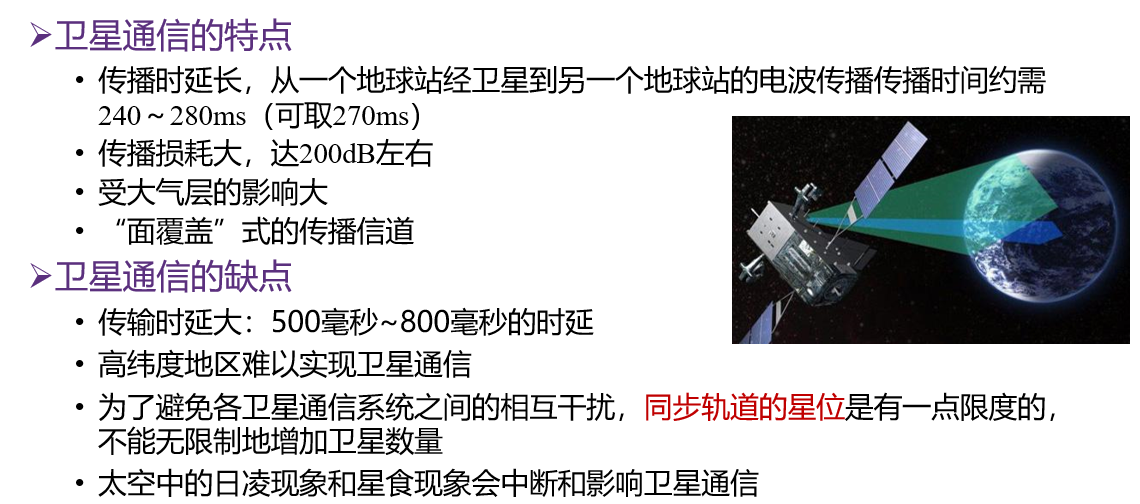 ➢卫星通信的特点
• 传播时延长，从一个地球站经卫星到另一个地球站的电波传播传播时间约需
240～280ms（可取270ms）
• 传播损耗大，达200dB左右
• 受大气层的影响大
• “面覆盖”式的传播信道
➢卫星通信的缺点
• 传输时延大：500毫秒~800毫秒的时延
• 高纬度地区难以实现卫星通信
• 为了避免各卫星通信系统之间的相互干扰，同步轨道的星位是有一点限度的，
不能无限制地增加卫星数量
• 太空中的日凌现象和星食现象会中断和影响卫星通信